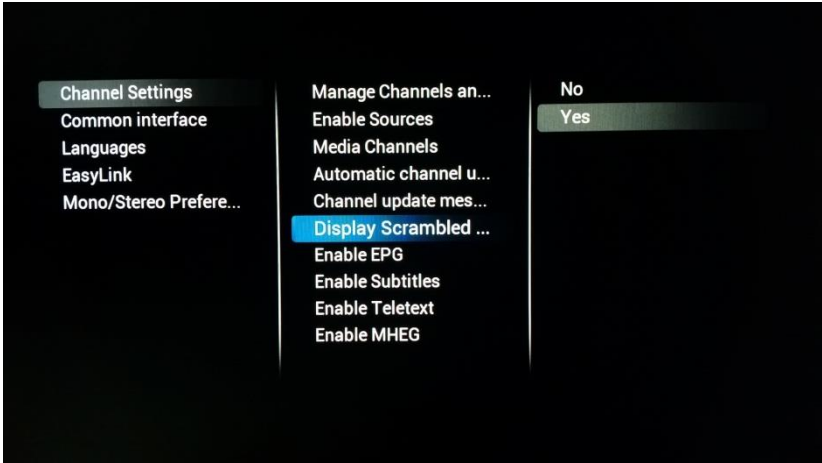 Channel Settings
Common interface
Languages
EasyLink
Mono/Stereo Prefere...
Manage Channels an...
Enable Sources
Media Channels
Automatic channel u...
Channel update mes...
Display Scrambled ...
Enable EPG
Enable Subtitles
Enable Teletext
Enable MHEG
No
Yes